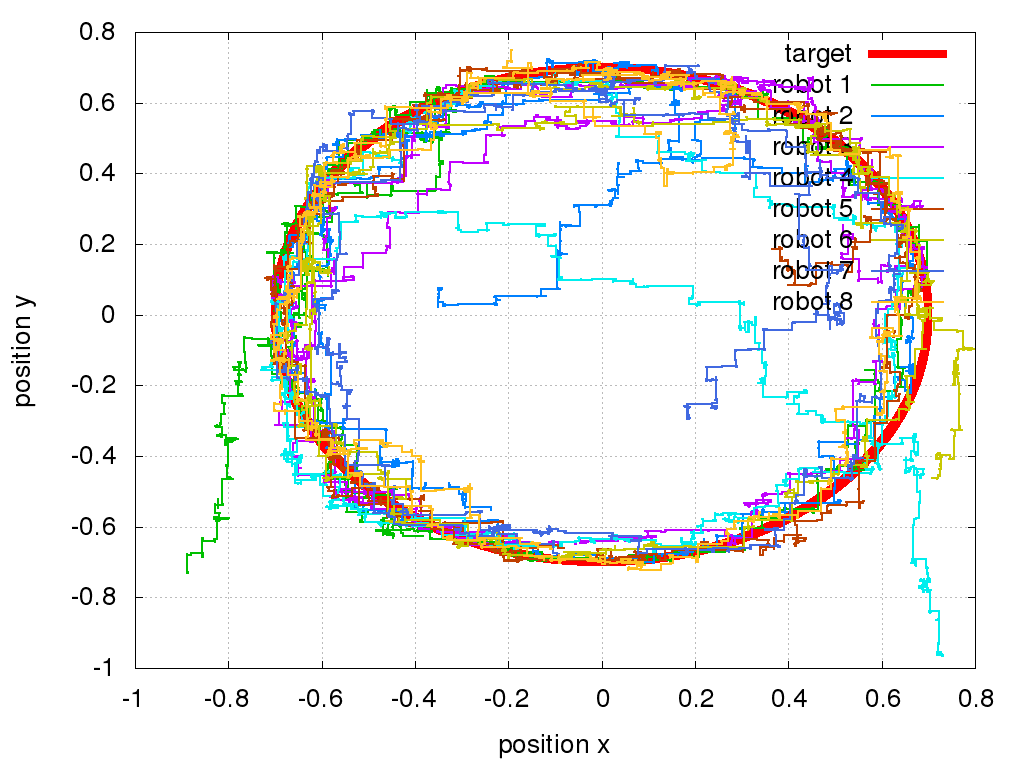 0.8
0.6
0.4
0.2
0
-0.2
-0.4
-0.6
-0.8
-1
-1 -0.8 -0.6 -0.4 -0.2 0 0.2 0.4 0.6 0.8
position y
position x
target
robot 1
robot 2
robot 3
robot 4
robot 5
robot 6
robot 7
robot 8